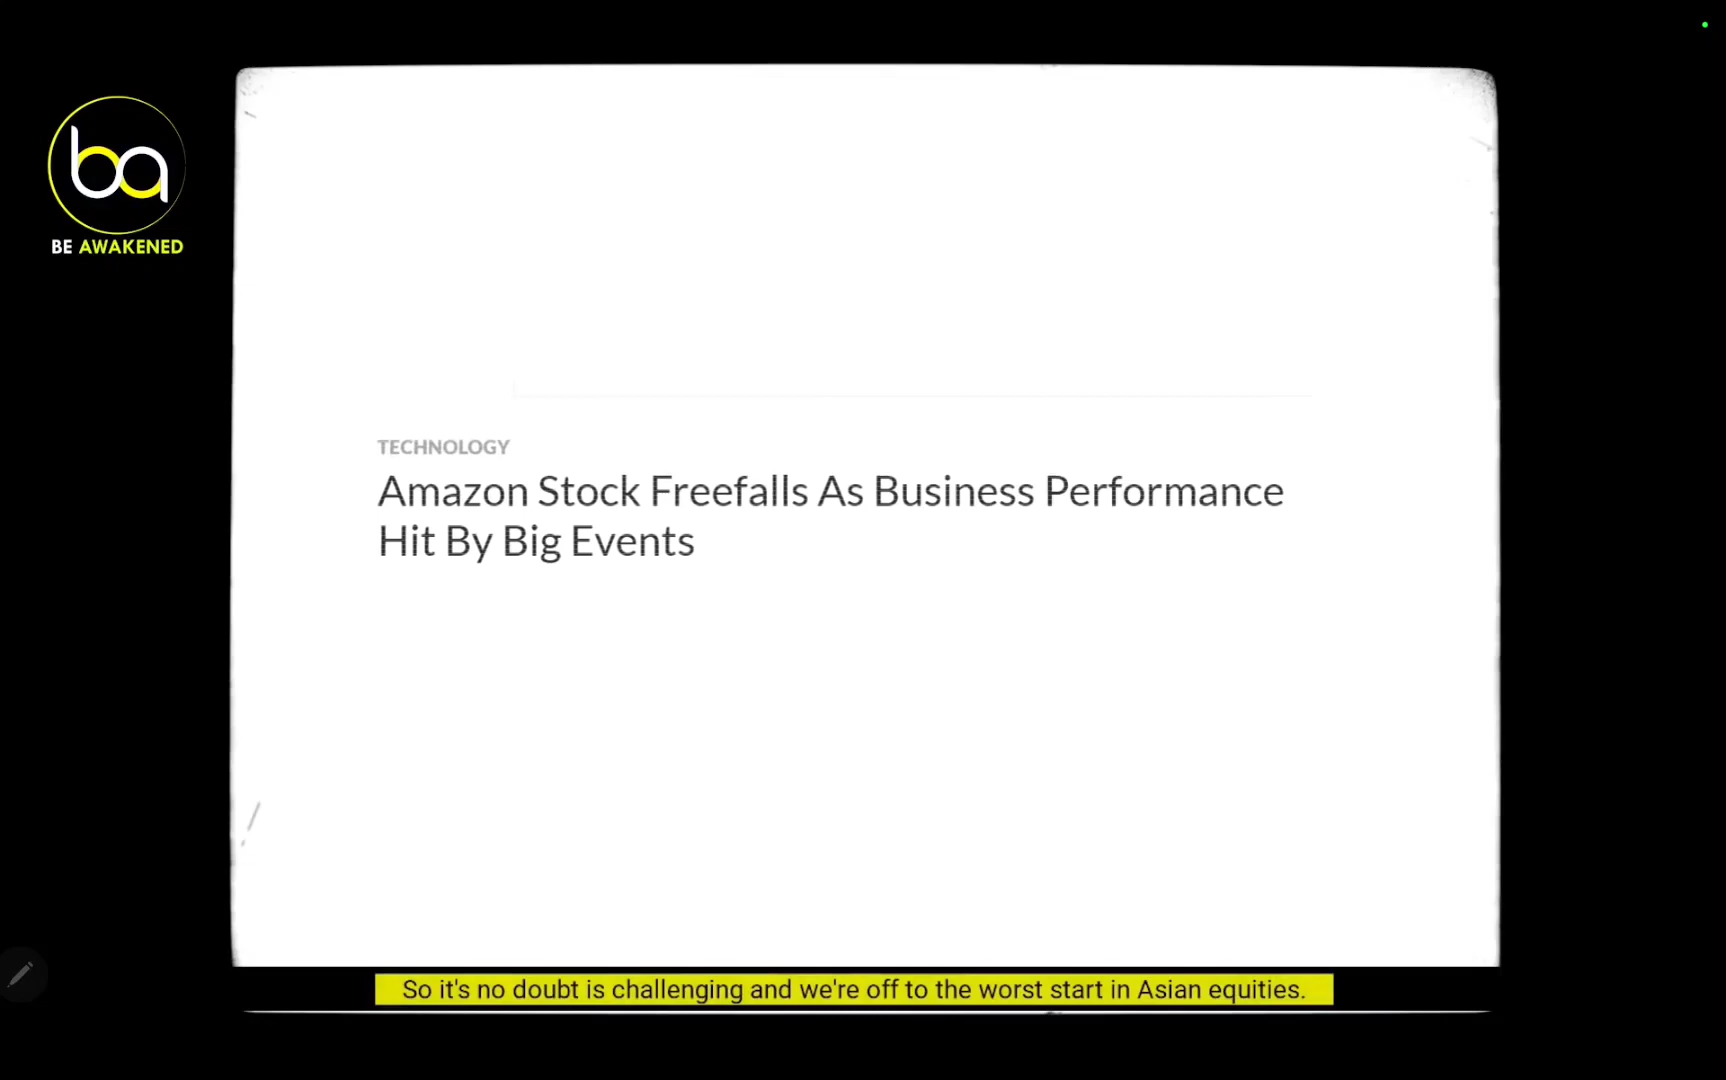 ba
BE AWAKENED
TECHNOLOGY
Amazon Stock Freefalls As Business Performance
Hit By Big Events
So it's no doubt is challenging and we're off to the worst start in Asian equities.